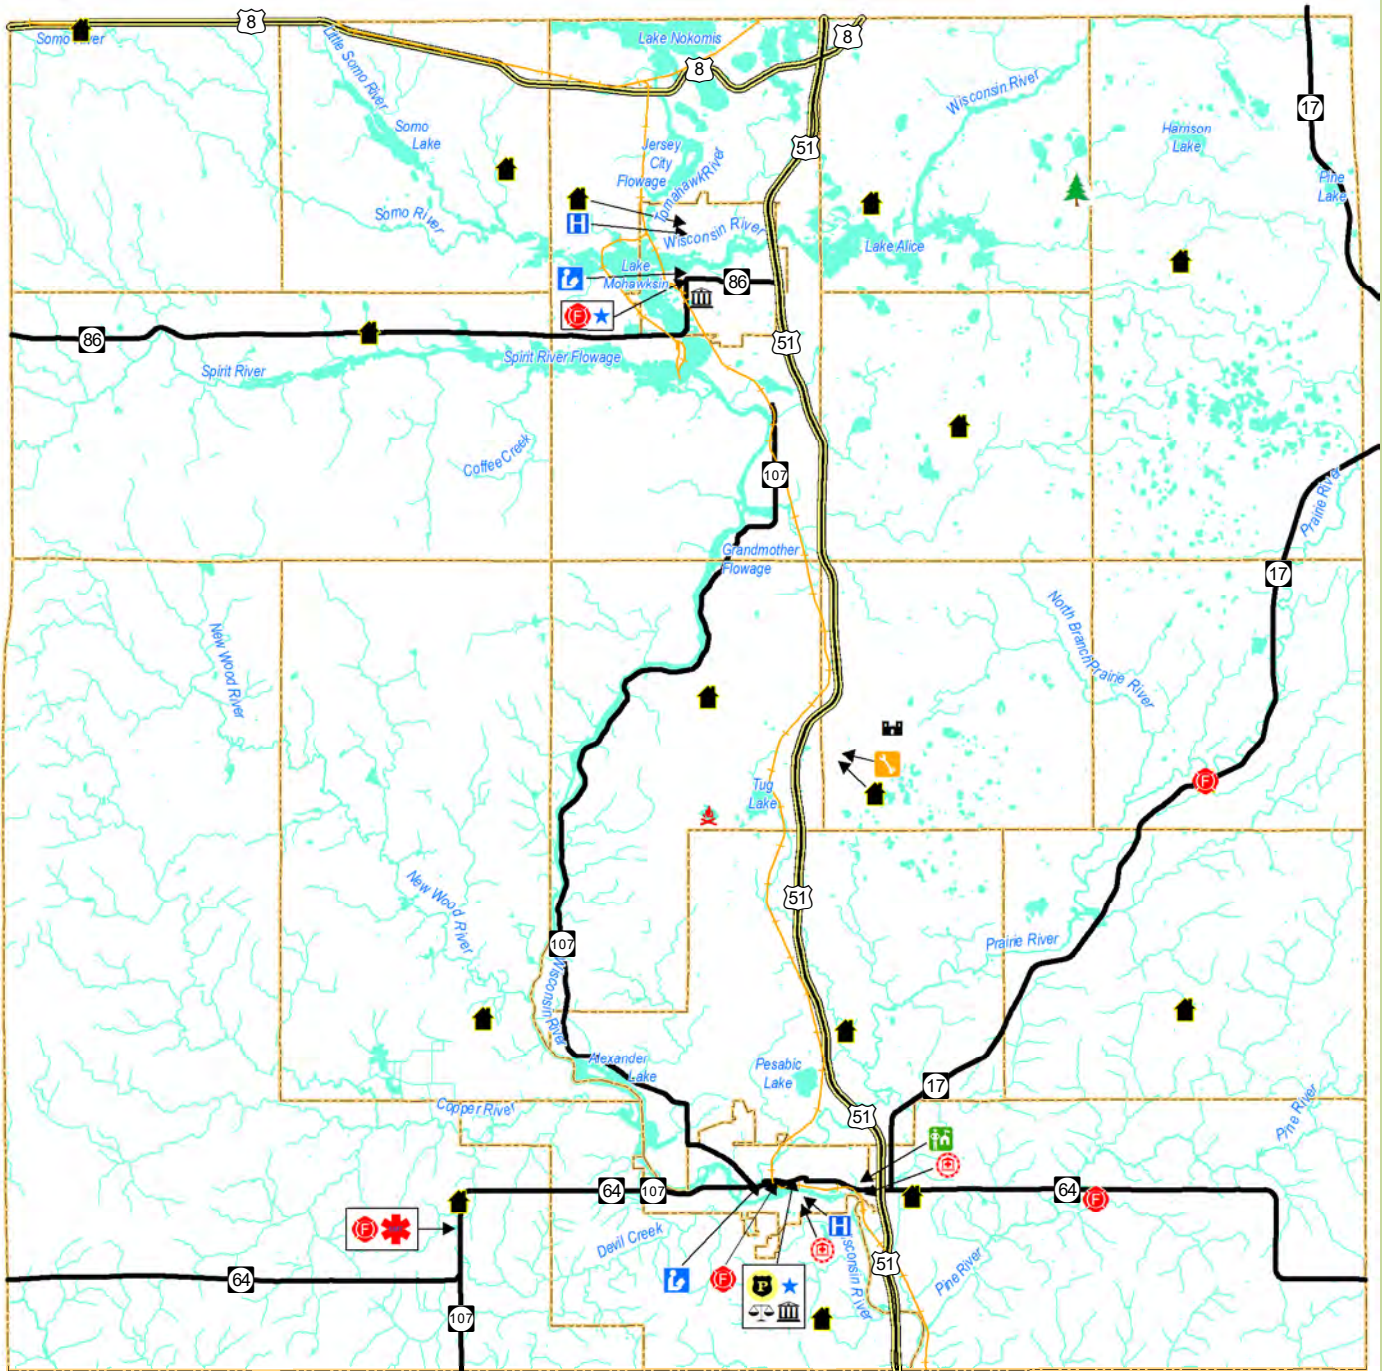 8
Somo River
Little Somo River
Lake Nokomis
8
8
Wisconsin River
17
Somo
Lake
Jersey
City
Flowage
51
Harrison
Lake
Tomahawk River
Pine
Lake
Somo River
H
Wisconsin River
Lake Alice
Lake
Mohawksin
86
F
86
51
Spirit River Flowage
Spirit River
Coffee Creek
107
Prairie River
Grandmother
Flowage
17
North Branch Prairie River
New Wood River
F
Tug
Lake
51
New Wood River
107
Prairie River
Wisconsin River
Alexander
Lake
Pesabic
Lake
17
Copper River
51
Pine River
64
107
64
F
F
Devil Creek
H
Wisconsin River
51
Pine River
64
F
P
107